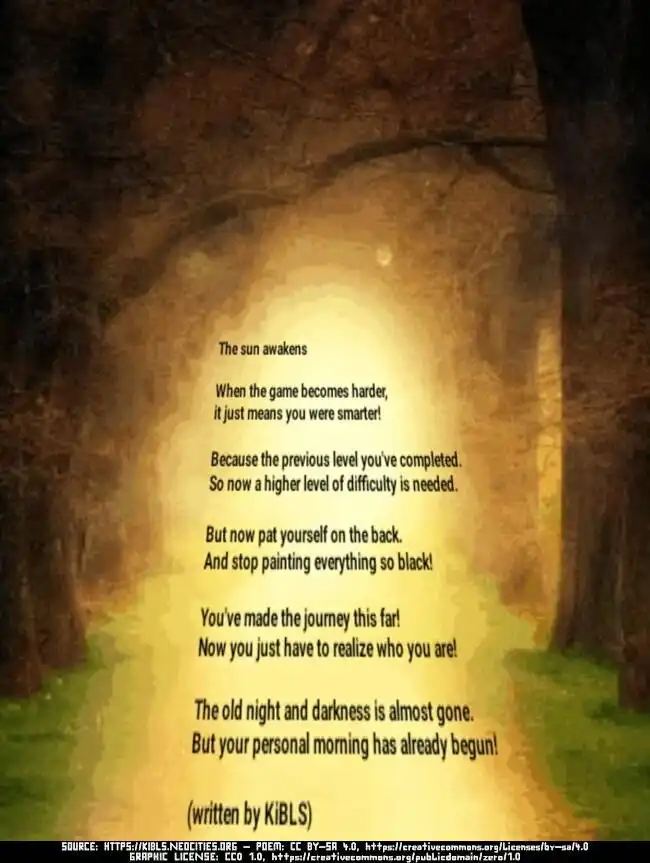 The sun awakens
When the game becomes harder,
it just means you were smarter!
Because the previous level you've completed.
So now a higher level of difficulty is needed.
But now pat yourself on the back.
And stop painting everything so black!
You've made the journey this far!
Now you just have to realize who you are!
The old night and darkness is almost gone.
But your personal morning has already begun!
(written by KiBLS)
SOURCE: HTTPS://KIBLS.NEOCITIES.ORG – POEM: CC BY-SA 4.0, https://creativecommons.org/Licenses/by-sa/4.0
GRAPHIC LICENSE: CC0 1.0, https://creativecommons.org/publicdomain/zero/1.0